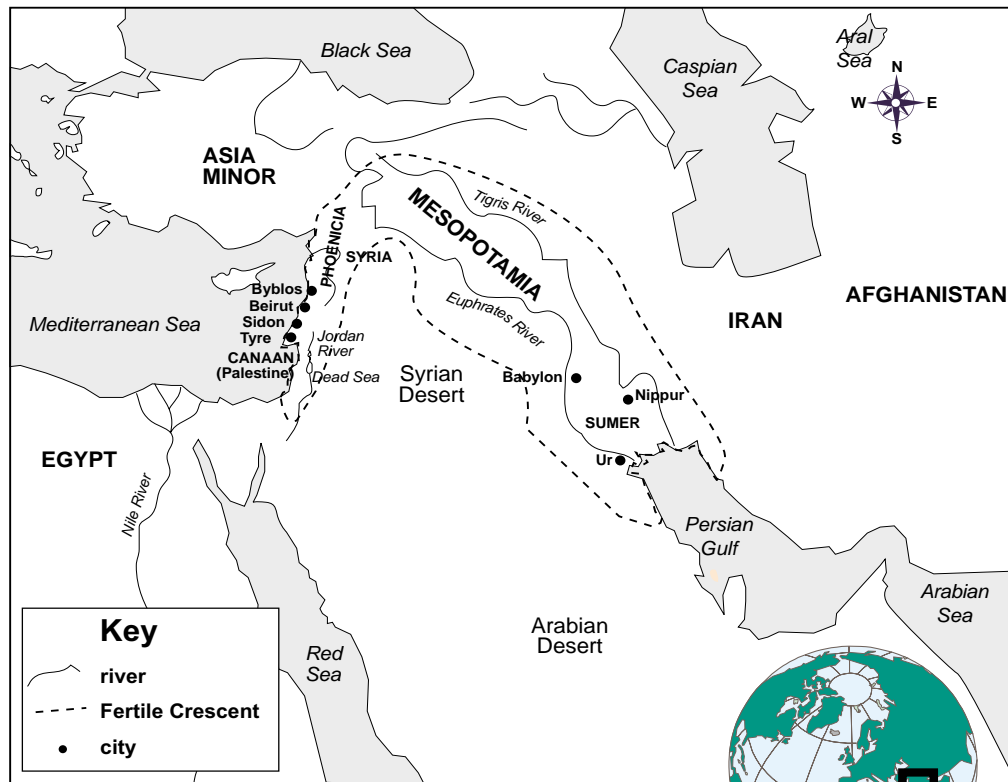 Black Sea
Aral
Sea
Caspian
Sea
N
W
E
S
ASIA
MINOR
Tigris River
MESOPOTAMIA
PHOENICIA
SYRIA
Byblos
Beirut
Sidon
Tyre
Mediterranean Sea
Euphrates River
AFGHANISTAN
IRAN
Jordan
River
CANAAN
(Palestine)
Dead Sea
Syrian
Desert
Babylon
Nippur
SUMER
Ur
EGYPT
Nile River
Persian
Gulf
Arabian
Sea
Arabian
Desert
Red
Sea
Key
river
Fertile Crescent
city